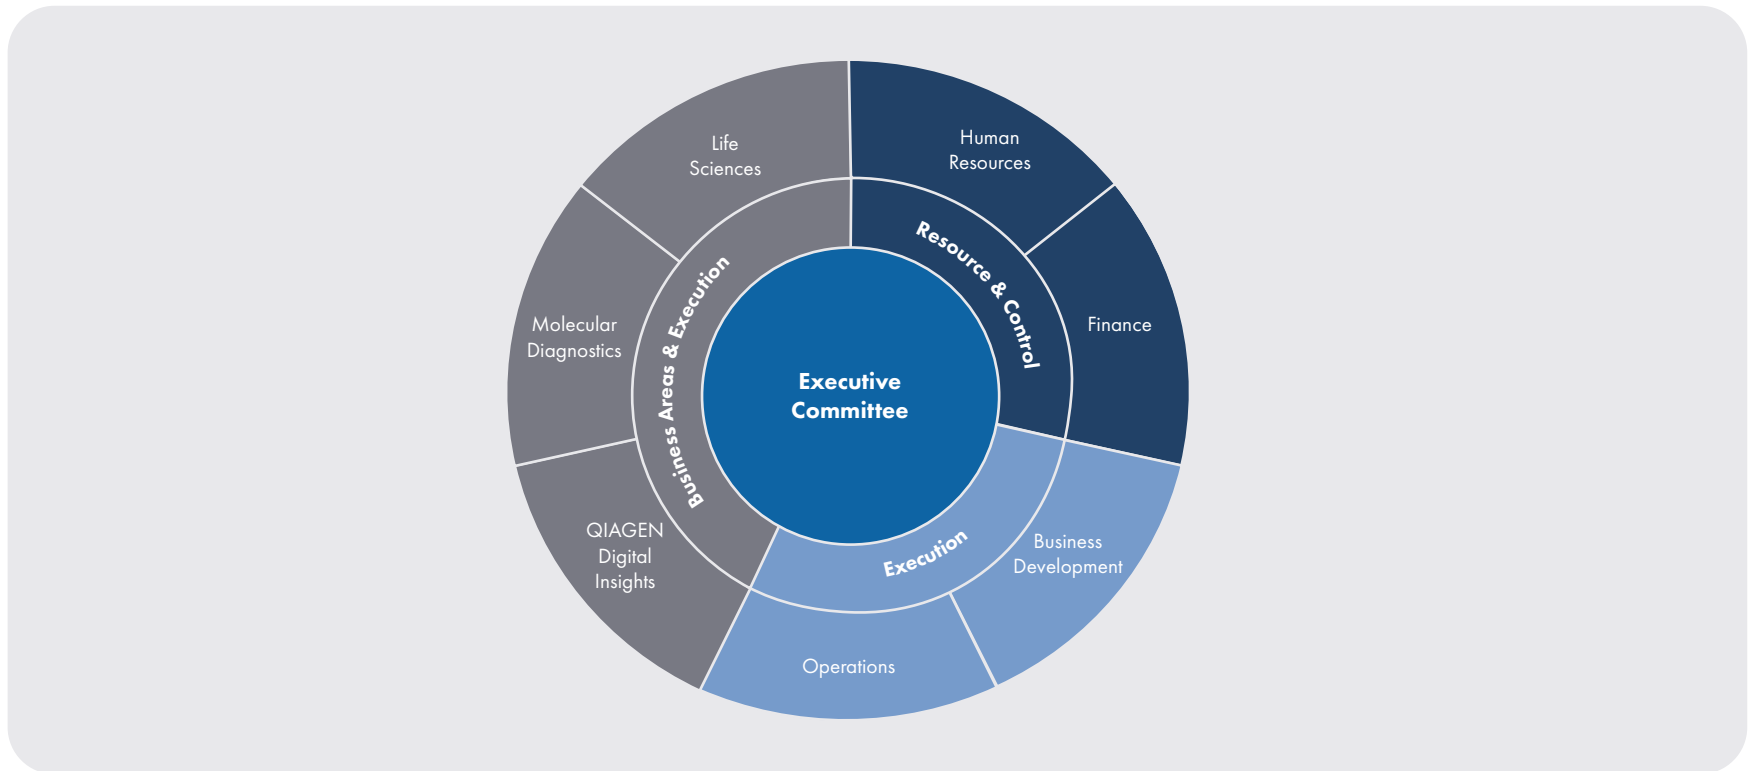 Life
Sciences
Human
Resources
Resource & Control
Business Areas & Execution
Molecular
Diagnostics
Finance
Executive
Committee
QIAGEN
Digital
Insights
Execution
Business
Development
Operations